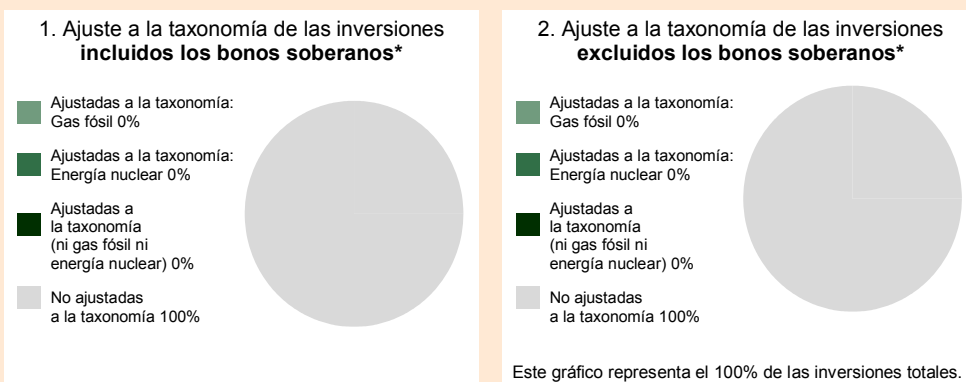 1. Ajuste a la taxonomía de las inversiones
incluidos los bonos soberanos*
Ajustadas a la taxonomía:
Gas fósil 0%
Ajustadas a la taxonomía:
Energía nuclear 0%
Ajustadas a
la taxonomía
(ni gas fósil ni
energía nuclear) 0%
No ajustadas
a la taxonomía 100%
2. Ajuste a la taxonomía de las inversiones
excluidos los bonos soberanos*
Ajustadas a la taxonomía:
Gas fósil 0%
Ajustadas a la taxonomía:
Energía nuclear 0%
Ajustadas a
la taxonomía
(ni gas fósil ni
energía nuclear) 0%
No ajustadas
a la taxonomía 100%
Este gráfico representa el 100% de las inversiones totales.